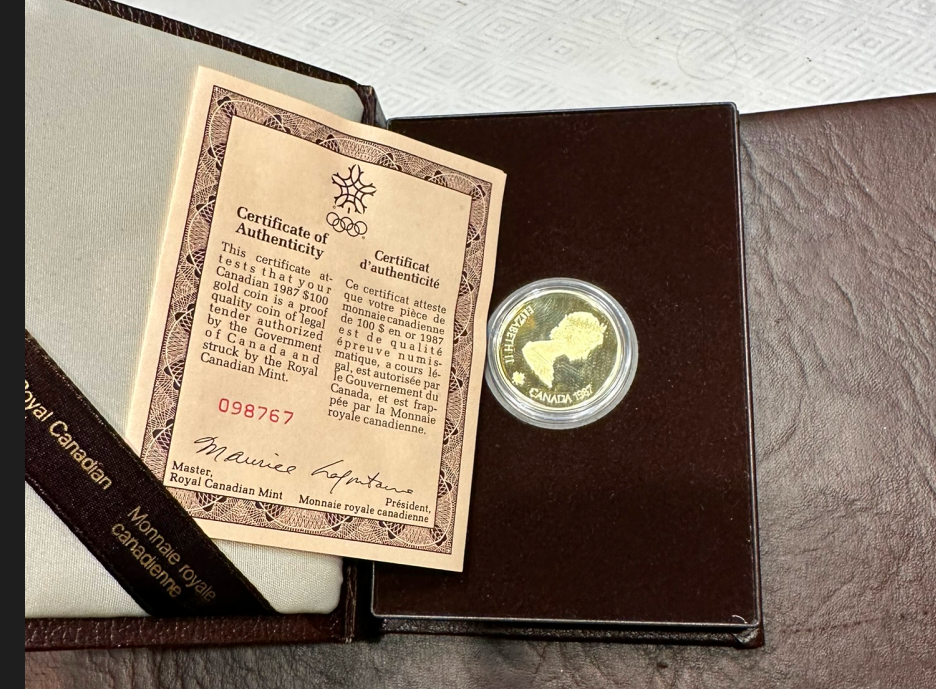 Certificate of
Authenticity
This certificate at-
tests that your
Canadian 1987 $100
gold coin is a proof
quality coin of legal
tender authorized
by the Government
of Canada and
struck by the Royal
Canadian Mint.
098767
Certificat
d'authenticité
Ce certificat atteste
que votre pièce de
monnaie canadienne
de 100 $ en or 1987
est de qualité
épreuve numis-
matique, a cours lé-
gal, est autorisée par
le Gouvernement du
Canada, et est frap-
pée par la Monnaie
royale canadienne.
Maurice Lafontaine
Master,
Royal Canadian Mint
Président,
Monnaie royale canadienne
ELIZABETH II
CANADA 1987
Royal Canadian
Monnaie royale
canadienne